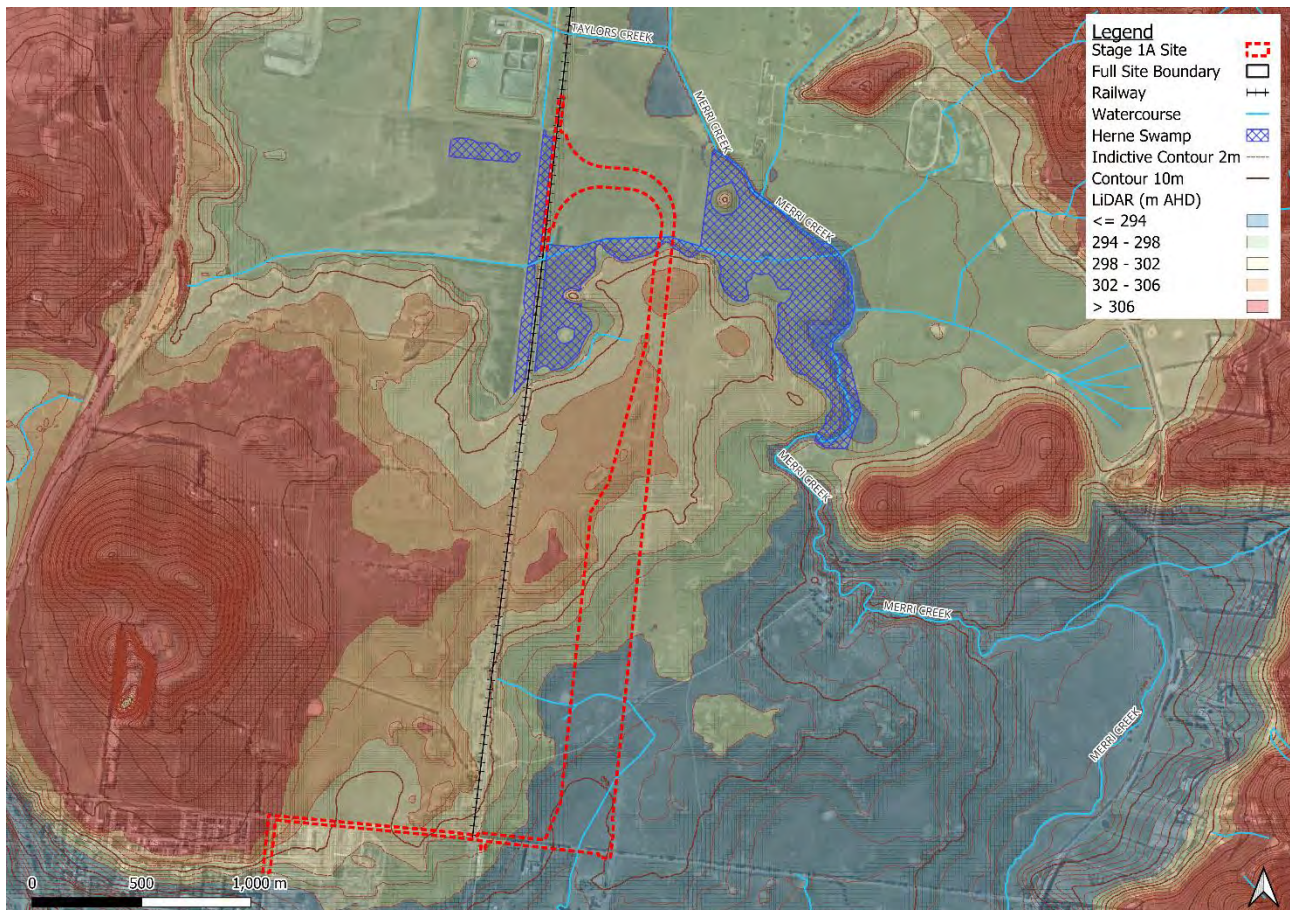 TAYLORS CREEK
MERRI CREEK
MERRI CREEK
MERRI CREEK
MERRI CREEK
MERRI CREEK
Legend
Stage 1A Site
Full Site Boundary
Railway
Watercourse
Herne Swamp
Indictive Contour 2m
Contour 10m
LiDAR (m AHD)
<= 294
294 - 298
298 - 302
302 - 306
> 306
0 500 1,000 m